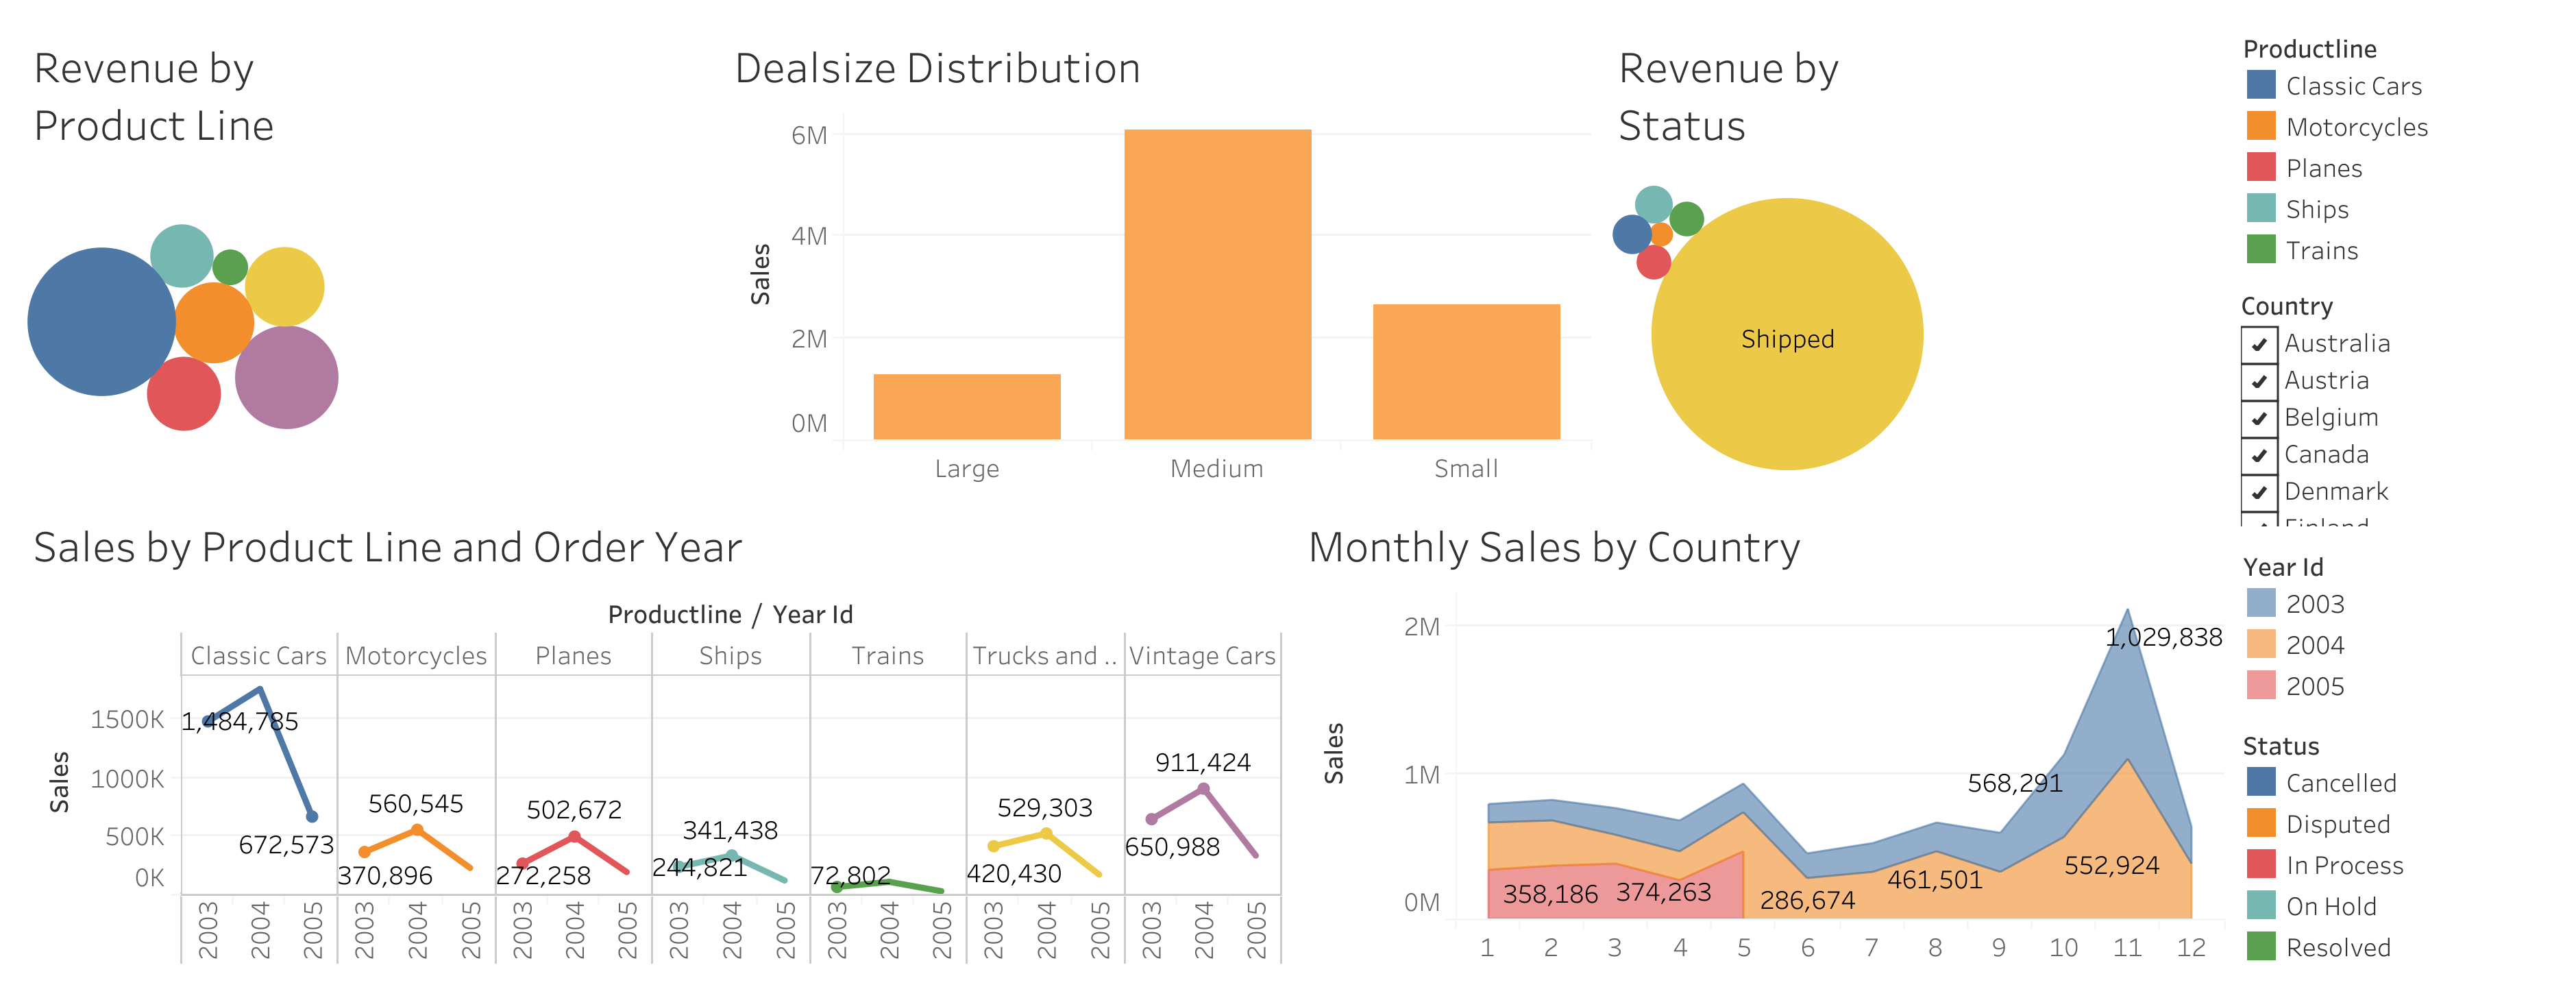 Revenue by
Product Line
Dealsize Distribution
6M
4M
2M
0M
Sales
Large
Medium
Small
Revenue by
Status
Shipped
Productline
Classic Cars
Motorcycles
Planes
Ships
Trains
Country
Australia
Austria
Belgium
Canada
Denmark
Finland
Sales by Product Line and Order Year
Productline / Year Id
Classic Cars
Motorcycles
Planes
Ships
Trains
Trucks and ..
Vintage Cars
1500K
1000K
500K
0K
Sales
1,484,785
672,573
560,545
370,896
502,672
272,258
341,438
244,821
72,802
529,303
420,430
911,424
650,988
2003
2004
2005
2003
2004
2005
2003
2004
2005
2003
2004
2005
2003
2004
2005
2003
2004
2005
2003
2004
2005
Monthly Sales by Country
2M
1M
0M
Sales
1,029,838
568,291
552,924
461,501
286,674
374,263
358,186
1
2
3
4
5
6
7
8
9
10
11
12
Year Id
2003
2004
2005
Status
Cancelled
Disputed
In Process
On Hold
Resolved